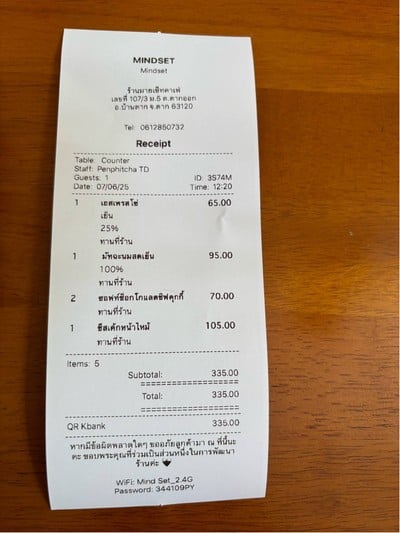 MINDSET
Mindset
ร้านมายเซ็ทคาเฟ่
เลขที่ 107/3 ม.5 ต.ตากออก
อ.บ้านตาก จ.ตาก 63120
Tel: 0612850732
Receipt
Table: Counter
Staff: Penphitcha TD
Guests: 1 ID: 3S74M
Date: 07/06/25 Time: 12:20
1 เอสเพรสโซ่ 65.00
เย็น
25%
ทานที่ร้าน
1 มัทฉะนมสดเย็น 95.00
100%
ทานที่ร้าน
2 ซอฟท์ช็อกโกแลตชิฟคุกกี้ 70.00
ทานที่ร้าน
1 ชีสเค้กหน้าไหม้ 105.00
ทานที่ร้าน
Items: 5
Subtotal: 335.00
===================
Total: 335.00
===================
QR Kbank 335.00
หากมีข้อผิดพลาดใดๆ ขออภัยลูกค้ามา ณ ที่นี้นะ
คะ ขอบพระคุณที่ร่วมเป็นส่วนหนึ่งในการพัฒนา
ร้านค่ะ
WiFi: Mind Set_2.4G
Password: 344109PY